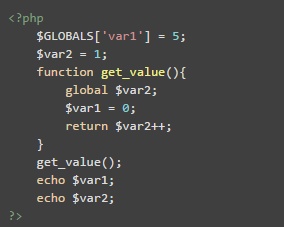 <?php
    $GLOBALS['var1'] = 5;
    $var2 = 1;
    function get_value(){
        global $var2;
        $var1 = 0;
        return $var2++;
    }
    get_value();
    echo $var1;
    echo $var2;
?>